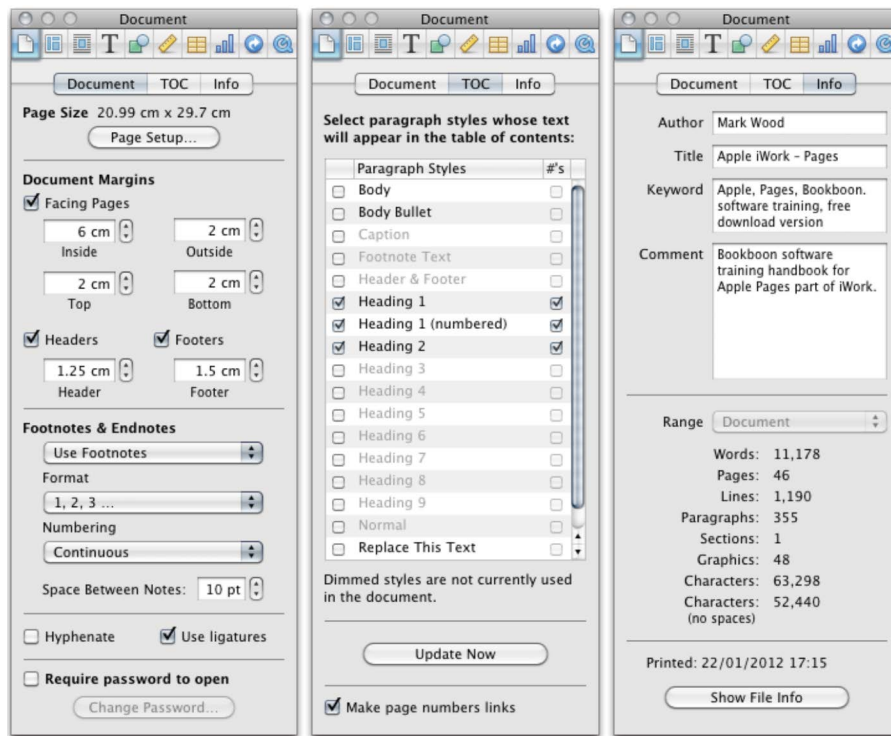 Document
Document TOC Info
Page Size 20.99 cm x 29.7 cm
Page Setup...
Document Margins
Facing Pages
6 cm 2 cm
Inside Outside
2 cm 2 cm
Top Bottom
Headers Footers
1.25 cm 1.5 cm
Header Footer
Footnotes & Endnotes
Use Footnotes
Format
1, 2, 3 ...
Numbering
Continuous
Space Between Notes: 10 pt
Hyphenate Use ligatures
Require password to open
Change Password...
Document
T
Document TOC Info
Select paragraph styles whose text
will appear in the table of contents:
Paragraph Styles #'s
Body
Body Bullet
Caption
Footnote Text
Header & Footer
Heading 1
Heading 1 (numbered)
Heading 2
Heading 3
Heading 4
Heading 5
Heading 6
Heading 7
Heading 8
Heading 9
Normal
Replace This Text
Dimmed styles are not currently used
in the document.
Update Now
Make page numbers links
Document
T
Document TOC Info
Author Mark Wood
Title Apple iWork - Pages
Keyword Apple, Pages, Bookboon.
software training, free
download version
Comment Bookboon software
training handbook for
Apple Pages part of iWork.
Range Document
Words: 11,178
Pages: 46
Lines: 1,190
Paragraphs: 355
Sections: 1
Graphics: 48
Characters: 63,298
Characters: 52,440
(no spaces)
Printed: 22/01/2012 17:15
Show File Info